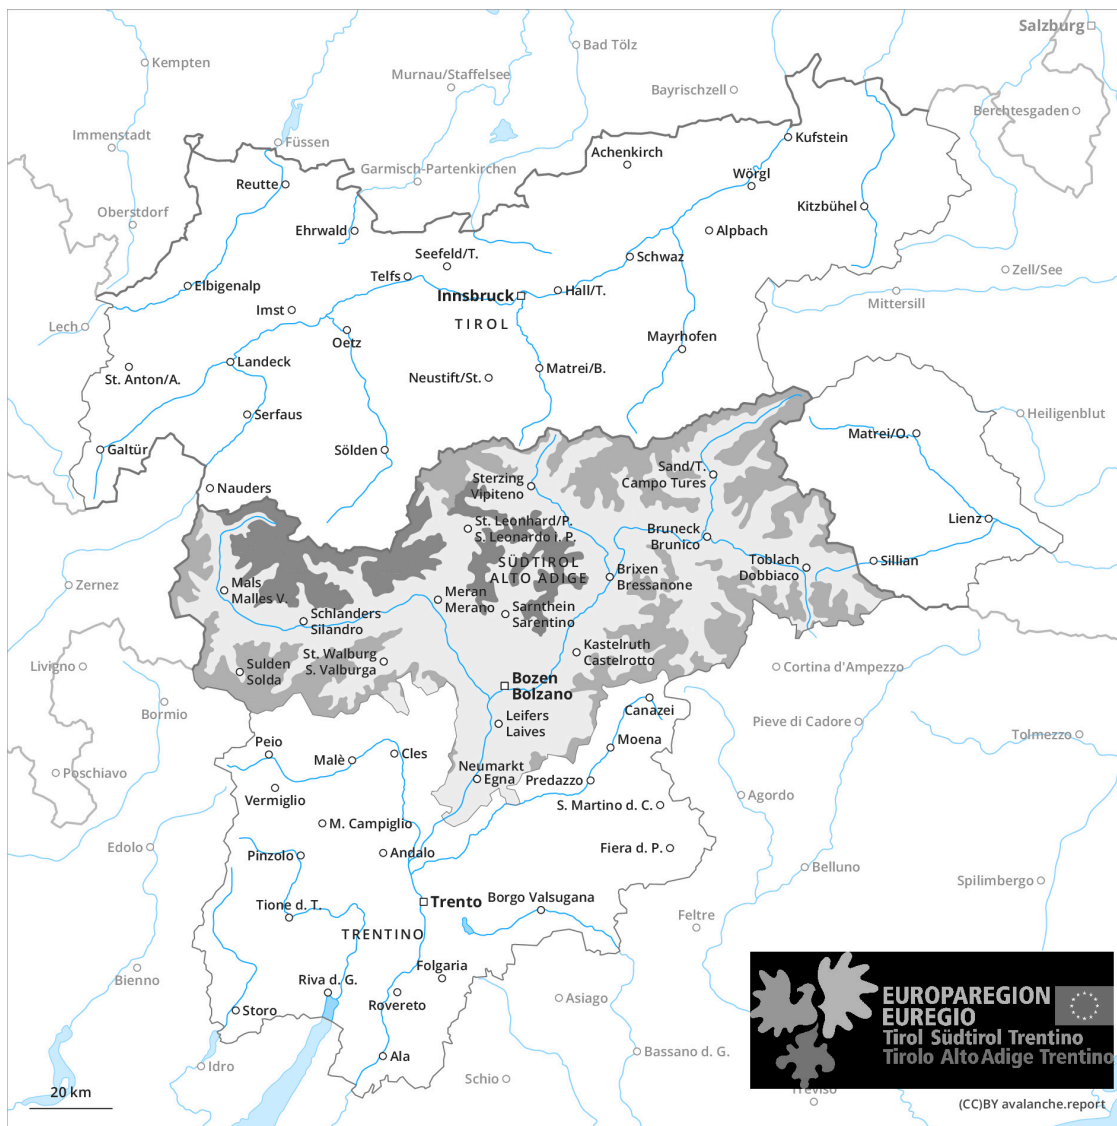 Salzburg
Kempten
Bad Tölz
Murnau/Staffelsee
Bayrischzell
Berchtesgaden
Immenstadt
Füssen
Kufstein
Achenkirch
Garmisch-Partenkirchen
Wörgl
Reutte
Kitzbühel
Oberstdorf
Ehrwald
Alpbach
Seefeld/T.
Schwaz
Telfs
Zell/See
Elbigenalp
Innsbruck
Hall/T.
Mittersill
Imst
Lech
TIROL
Oetz
Mayrhofen
Landeck
Matrei/B.
St. Anton/A.
Neustift/St.
Serfaus
Heiligenblut
Matrei/O.
Galtür
Sölden
Sand/T.
Campo Tures
Sterzing
Vipiteno
Nauders
St. Leonhard/P.
S. Leonardo i. P.
Lienz
Bruneck
Brunico
SÜDTIROL
ALTO ADIGE
Toblach
Dobbiaco
Sillian
Brixen
Bressanone
Zernez
Mals
Malles V.
Meran
Merano
Sarnthein
Sarentino
Schlanders
Silandro
Kastelruth
Castelrotto
St. Walburg
S. Valburga
Livigno
Sulden
Solda
Cortina d'Ampezzo
Bozen
Bolzano
Canazei
Bormio
Leifers
Laives
Pieve di Cadore
Tolmezzo
Peio
Moena
Cles
Malè
Neumarkt
Egna
Poschiavo
Predazzo
Vermiglio
Agordo
S. Martino d. C.
M. Campiglio
Edolo
Pinzolo
Andalo
Fiera d. P.
Belluno
Spilimbergo
Trento
Borgo Valsugana
Tione d. T.
Feltre
TRENTINO
Folgaria
Bienno
Riva d. G.
Rovereto
Asiago
Storo
EUROPAREGION
EUREGIO
Tirol Südtirol Trentino
Tirolo Alto Adige Trentino
Ala
Bassano d. G.
Idro
Schio
Treviso
20 km
(CC)BY avalanche.report